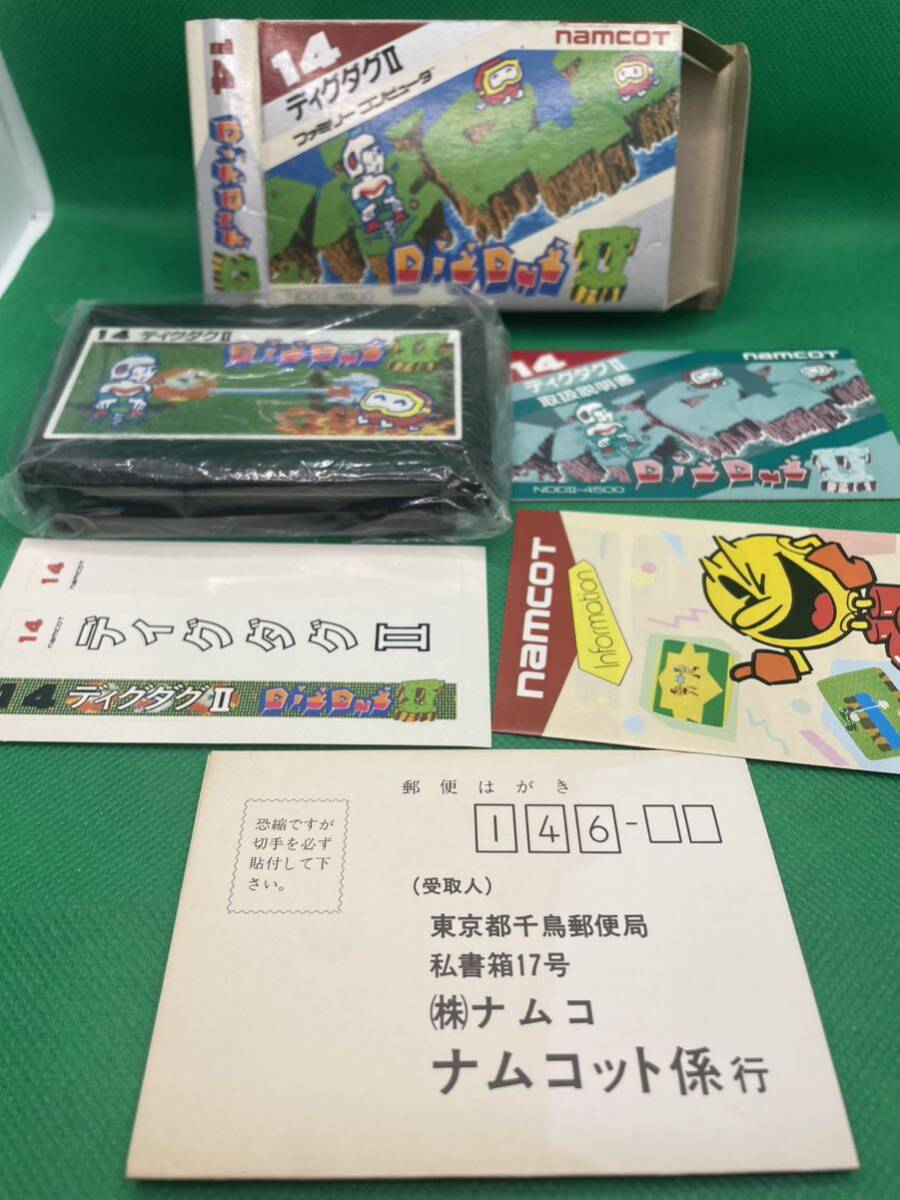 14
II
14
ディグダグⅡ
ファミリーコンピュータ
namcoT
II
NDDII-4500
14 ディグダグⅡ
II
14
ディグダグⅡ
取扱説明書
namcoT
II
NDDII-4500
14
14
ディグダグⅡ
14 ディグダグⅡ
II
namcoT
Information
郵便はがき
恐縮ですが
切手を必ず
貼付して下
さい。
146-
(受取人)
東京都千鳥郵便局
私書箱17号
㈱ナムコ
ナムコット係行